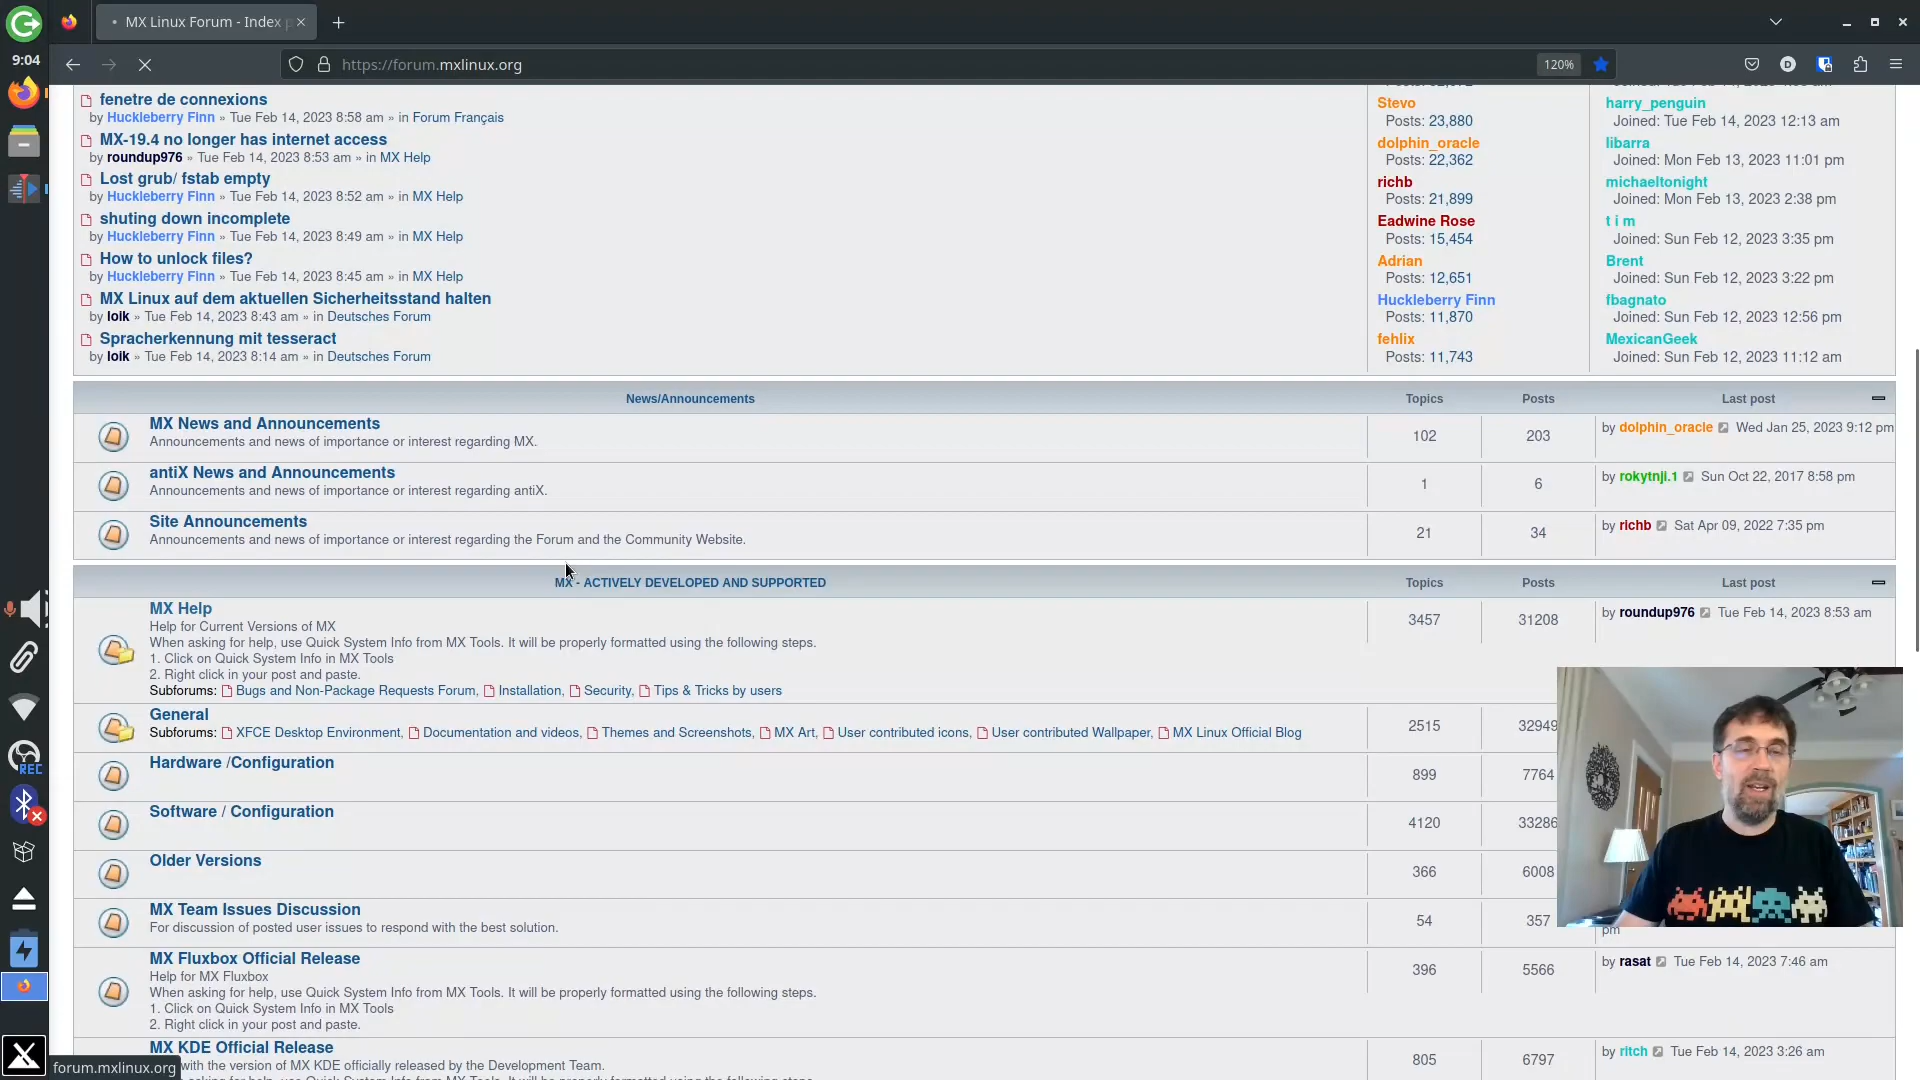 MX Linux Forum - Index p
9:04
https://forum.mxlinux.org
120%
fenetre de connexions
by Huckleberry Finn » Tue Feb 14, 2023 8:58 am » in Forum Français
MX-19.4 no longer has internet access
by roundup976 » Tue Feb 14, 2023 8:53 am » in MX Help
Lost grub/ fstab empty
by Huckleberry Finn » Tue Feb 14, 2023 8:52 am » in MX Help
shuting down incomplete
by Huckleberry Finn » Tue Feb 14, 2023 8:49 am » in MX Help
How to unlock files?
by Huckleberry Finn » Tue Feb 14, 2023 8:45 am » in MX Help
MX Linux auf dem aktuellen Sicherheitsstand halten
by loik » Tue Feb 14, 2023 8:43 am » in Deutsches Forum
Spracherkennung mit tesseract
by loik » Tue Feb 14, 2023 8:14 am » in Deutsches Forum
Stevo
Posts: 23,880
dolphin_oracle
Posts: 22,362
richb
Posts: 21,899
Eadwine Rose
Posts: 15,454
Adrian
Posts: 12,651
Huckleberry Finn
Posts: 11,870
fehlix
Posts: 11,743
harry_penguin
Joined: Tue Feb 14, 2023 12:13 am
libarra
Joined: Mon Feb 13, 2023 11:01 pm
michaeltonight
Joined: Mon Feb 13, 2023 2:38 pm
t i m
Joined: Sun Feb 12, 2023 3:35 pm
Brent
Joined: Sun Feb 12, 2023 3:22 pm
fbagnato
Joined: Sun Feb 12, 2023 12:56 pm
MexicanGeek
Joined: Sun Feb 12, 2023 11:12 am
News/Announcements Topics Posts Last post
MX News and Announcements
Announcements and news of importance or interest regarding MX.
102 203 by dolphin_oracle Wed Jan 25, 2023 9:12 pm
antiX News and Announcements
Announcements and news of importance or interest regarding antiX.
1 6 by rokytnji.1 Sun Oct 22, 2017 8:58 pm
Site Announcements
Announcements and news of importance or interest regarding the Forum and the Community Website.
21 34 by richb Sat Apr 09, 2022 7:35 pm
MX - ACTIVELY DEVELOPED AND SUPPORTED Topics Posts Last post
MX Help
Help for Current Versions of MX
When asking for help, use Quick System Info from MX Tools. It will be properly formatted using the following steps.
1. Click on Quick System Info in MX Tools
2. Right click in your post and paste.
Subforums: Bugs and Non-Package Requests Forum, Installation, Security, Tips & Tricks by users
3457 31208 by roundup976 Tue Feb 14, 2023 8:53 am
General
Subforums: XFCE Desktop Environment, Documentation and videos, Themes and Screenshots, MX Art, User contributed icons, User contributed Wallpaper, MX Linux Official Blog
2515 32949
Hardware /Configuration
899 7764
Software / Configuration
4120 33286
Older Versions
366 6008
MX Team Issues Discussion
For discussion of posted user issues to respond with the best solution.
54 357
pm
MX Fluxbox Official Release
Help for MX Fluxbox
When asking for help, use Quick System Info from MX Tools. It will be properly formatted using the following steps.
1. Click on Quick System Info in MX Tools
2. Right click in your post and paste.
396 5566 by rasat Tue Feb 14, 2023 7:46 am
MX KDE Official Release
with the version of MX KDE officially released by the Development Team.
805 6797 by ritch Tue Feb 14, 2023 3:26 am
REC
forum.mxlinux.org